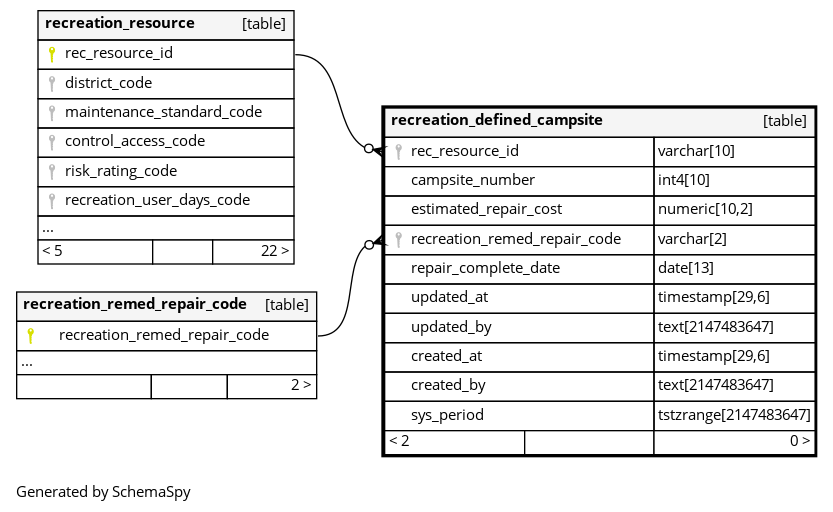 recreation_resource [table]
rec_resource_id
district_code
maintenance_standard_code
control_access_code
risk_rating_code
recreation_user_days_code
...
< 5 22 >
recreation_remed_repair_code [table]
recreation_remed_repair_code
...
2 >
recreation_defined_campsite [table]
rec_resource_id varchar[10]
campsite_number int4[10]
estimated_repair_cost numeric[10,2]
recreation_remed_repair_code varchar[2]
repair_complete_date date[13]
updated_at timestamp[29,6]
updated_by text[2147483647]
created_at timestamp[29,6]
created_by text[2147483647]
sys_period tstzrange[2147483647]
< 2 0 >
Generated by SchemaSpy